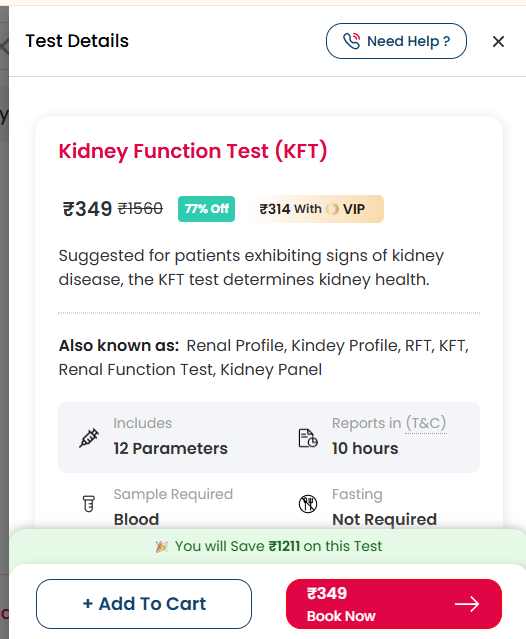 Test Details
Need Help ?
Kidney Function Test (KFT)
₹349 ₹1560 77% Off ₹314 With VIP
Suggested for patients exhibiting signs of kidney
disease, the KFT test determines kidney health.
Also known as: Renal Profile, Kindey Profile, RFT, KFT,
Renal Function Test, Kidney Panel
Includes
12 Parameters
Reports in (T&C)
10 hours
Sample Required
Blood
Fasting
Not Required
🎉 You will Save ₹1211 on this Test
+ Add To Cart
₹349
Book Now